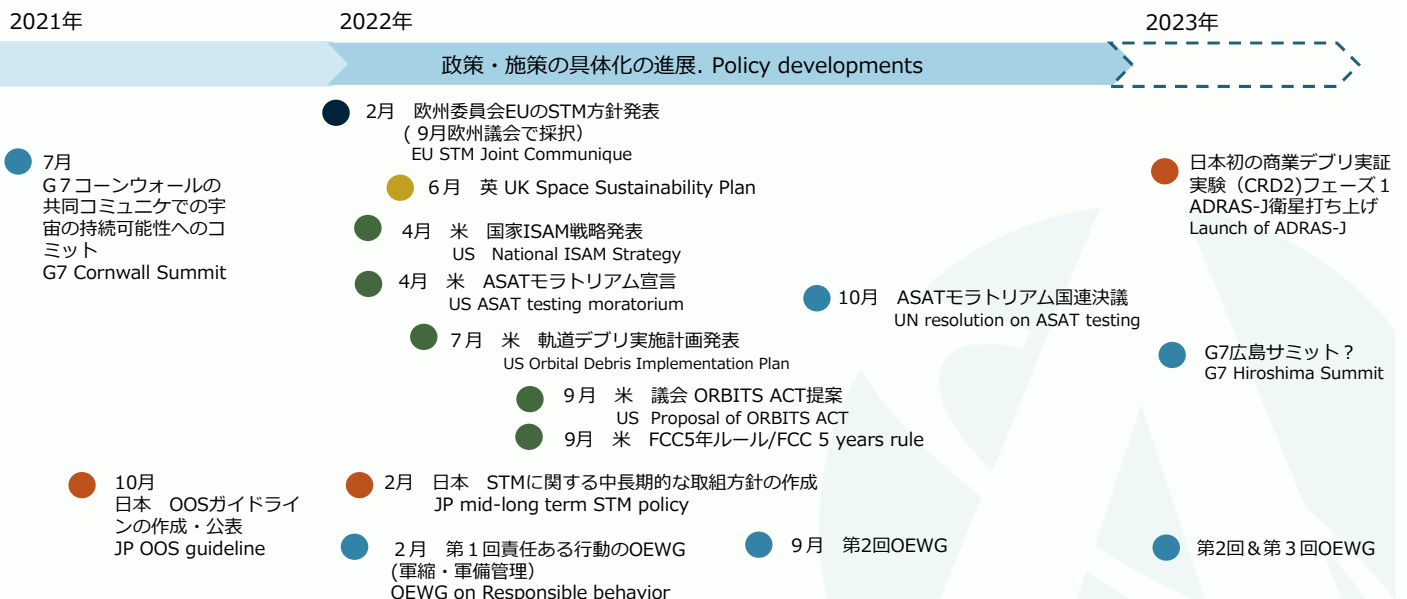 2021年
2022年
2023年
政策・施策の具体化の進展. Policy developments
7月
G７コーンウォールの
共同コミュニケでの宇
宙の持続可能性へのコ
ミット
G7 Cornwall Summit
10月
日本　OOSガイドライ
ンの作成・公表
JP OOS guideline
2月　欧州委員会EUのSTM方針発表
( 9月欧州議会で採択）
EU STM Joint Communique
６月　英 UK Space Sustainability Plan
4月　米　国家ISAM戦略発表
US　National ISAM Strategy
4月　米　ASATモラトリアム宣言
US ASAT testing moratorium
７月　米　軌道デブリ実施計画発表
US Orbital Debris Implementation Plan
９月　米　議会 ORBITS ACT提案
US　Proposal of ORBITS ACT
9月　米　FCC5年ルール/FCC 5 years rule
2月　日本　STMに関する中長期的な取組方針の作成
JP mid-long term STM policy
２月　第１回責任ある行動のOEWG
(軍縮・軍備管理）
OEWG on Responsible behavior
10月　ASATモラトリアム国連決議
UN resolution on ASAT testing
９月　第2回OEWG
日本初の商業デブリ実証
実験（CRD2)フェーズ１
ADRAS-J衛星打ち上げ
Launch of ADRAS-J
G7広島サミット？
G7 Hiroshima Summit
第2回＆第３回OEWG